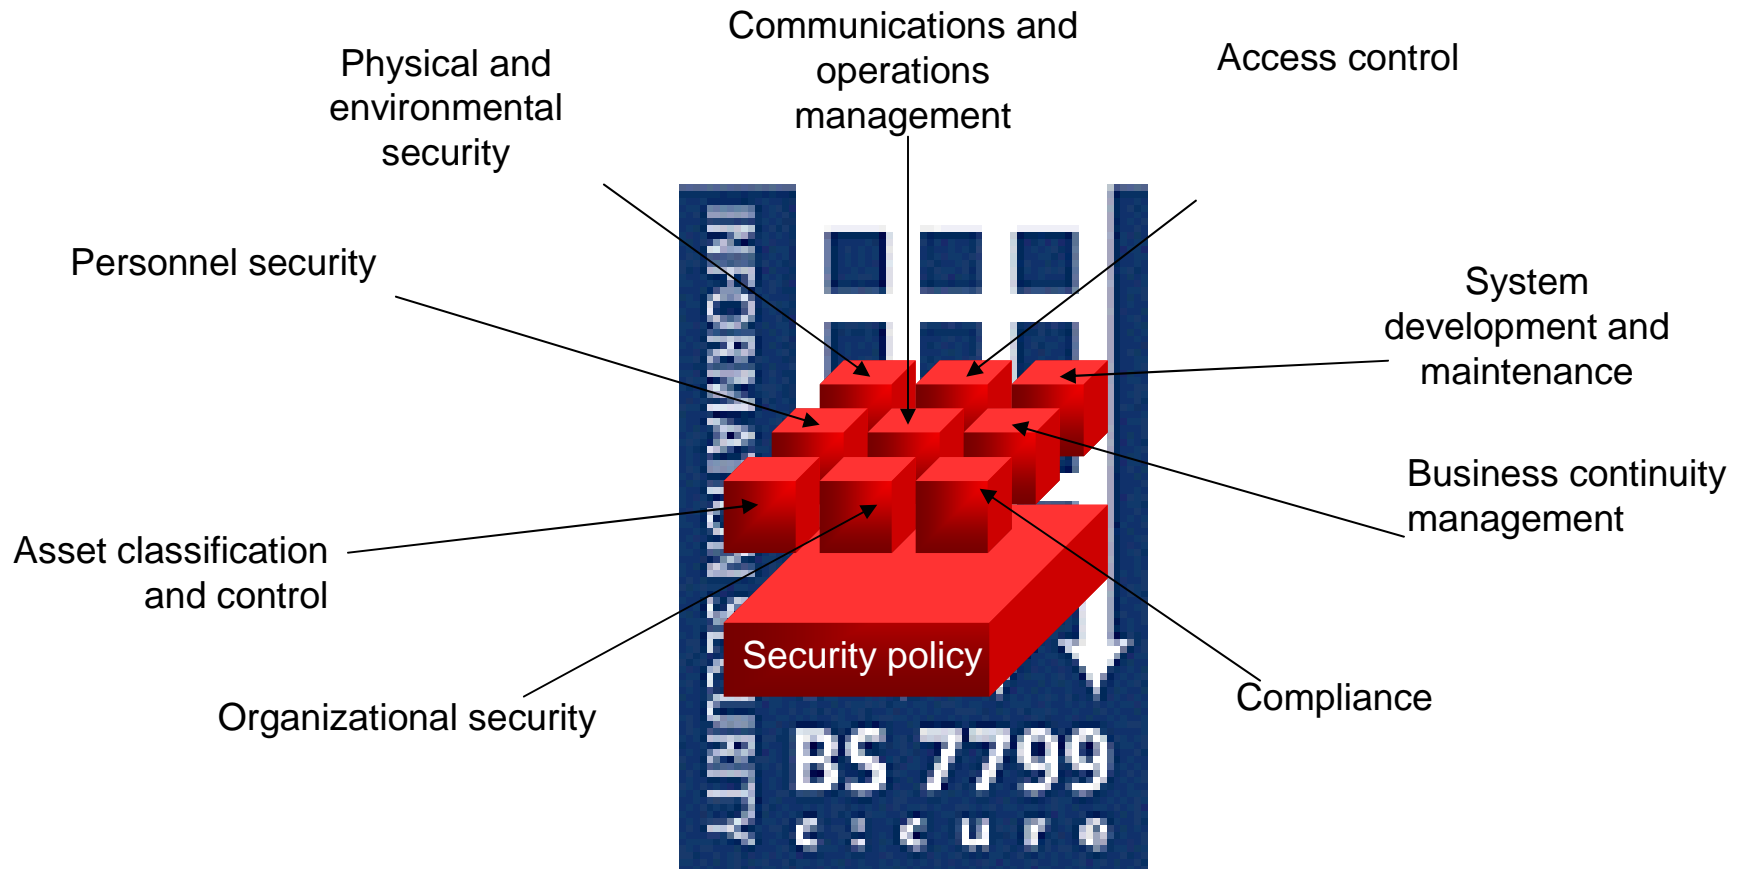 Communications and
operations
management
Physical and
environmental
security
Access control
Personnel security
System
development and
maintenance
Business continuity
management
Asset classification
and control
Organizational security
Compliance
Security policy
INFORMATION SECURITY
BS 7799
c:cure